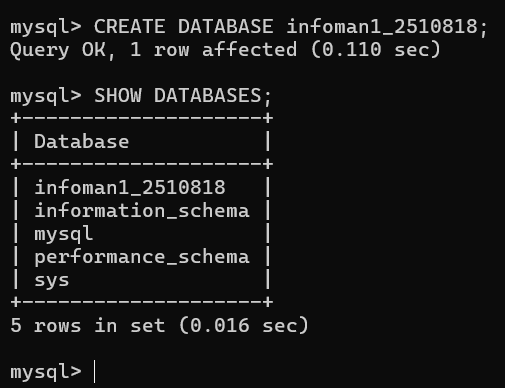 mysql> CREATE DATABASE infoman1_2510818;
Query OK, 1 row affected (0.110 sec)
mysql> SHOW DATABASES;
+--------------------+
| Database           |
+--------------------+
| infoman1_2510818   |
| information_schema |
| mysql              |
| performance_schema |
| sys                |
+--------------------+
5 rows in set (0.016 sec)
mysql>